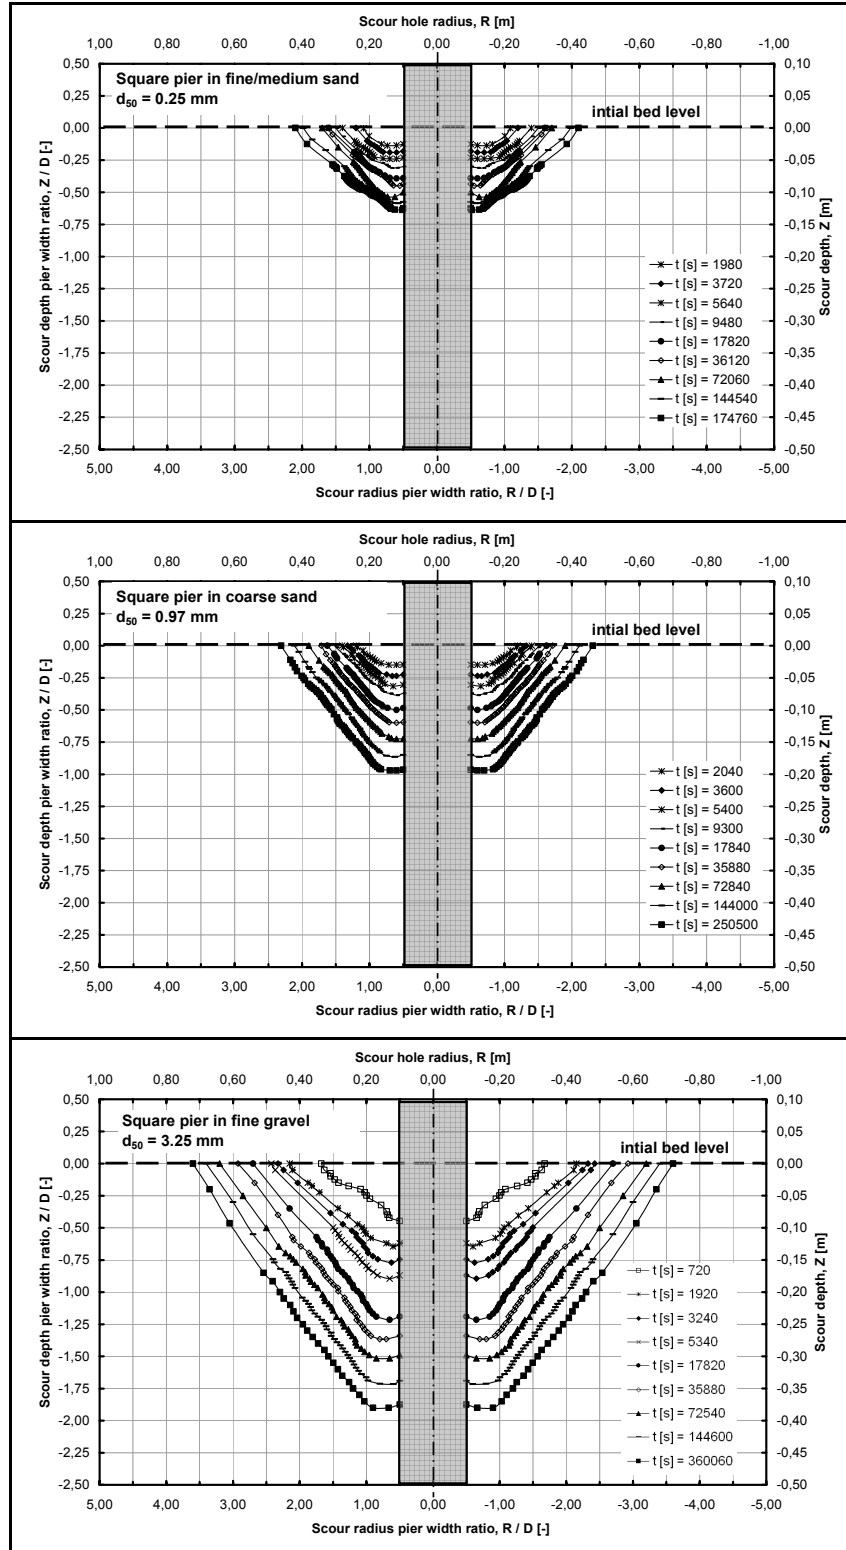 Scour hole radius, R [m]
1,00 0,80 0,60 0,40 0,20 0,00 -0,20 -0,40 -0,60 -0,80 -1,00
Square pier in fine/medium sand
d50 = 0.25 mm
intial bed level
Scour depth pier width ratio, Z / D [-]
0,50
0,25
0,00
-0,25
-0,50
-0,75
-1,00
-1,25
-1,50
-1,75
-2,00
-2,25
-2,50
0,10
0,05
0,00
-0,05
-0,10
-0,15
-0,20
-0,25
-0,30
-0,35
-0,40
-0,45
-0,50
Scour depth, Z [m]
t [s] = 1980
t [s] = 3720
t [s] = 5640
t [s] = 9480
t [s] = 17820
t [s] = 36120
t [s] = 72060
t [s] = 144540
t [s] = 174760
5,00 4,00 3,00 2,00 1,00 0,00 -1,00 -2,00 -3,00 -4,00 -5,00
Scour radius pier width ratio, R / D [-]
Scour hole radius, R [m]
1,00 0,80 0,60 0,40 0,20 0,00 -0,20 -0,40 -0,60 -0,80 -1,00
Square pier in coarse sand
d50 = 0.97 mm
intial bed level
Scour depth pier width ratio, Z / D [-]
0,50
0,25
0,00
-0,25
-0,50
-0,75
-1,00
-1,25
-1,50
-1,75
-2,00
-2,25
-2,50
0,10
0,05
0,00
-0,05
-0,10
-0,15
-0,20
-0,25
-0,30
-0,35
-0,40
-0,45
-0,50
Scour depth, Z [m]
t [s] = 2040
t [s] = 3600
t [s] = 5400
t [s] = 9300
t [s] = 17840
t [s] = 35880
t [s] = 72840
t [s] = 144000
t [s] = 250500
5,00 4,00 3,00 2,00 1,00 0,00 -1,00 -2,00 -3,00 -4,00 -5,00
Scour radius pier width ratio, R / D [-]
Scour hole radius, R [m]
1,00 0,80 0,60 0,40 0,20 0,00 -0,20 -0,40 -0,60 -0,80 -1,00
Square pier in fine gravel
d50 = 3.25 mm
intial bed level
Scour depth pier width ratio, Z / D [-]
0,50
0,25
0,00
-0,25
-0,50
-0,75
-1,00
-1,25
-1,50
-1,75
-2,00
-2,25
-2,50
0,10
0,05
0,00
-0,05
-0,10
-0,15
-0,20
-0,25
-0,30
-0,35
-0,40
-0,45
-0,50
Scour depth, Z [m]
t [s] = 720
t [s] = 1920
t [s] = 3240
t [s] = 5340
t [s] = 17820
t [s] = 35880
t [s] = 72540
t [s] = 144600
t [s] = 360060
5,00 4,00 3,00 2,00 1,00 0,00 -1,00 -2,00 -3,00 -4,00 -5,00
Scour radius pier width ratio, R / D [-]